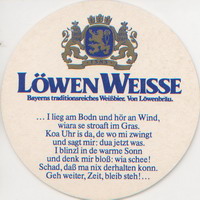 LÖWEN WEISSE
Bayerns traditionsreiches Weißbier. Von Löwenbräu.
... I lieg am Bodn und hör an Wind,
wiara se stroaft im Gras.
Koa Uhr is da, de wo mi zwingt
und sagt mir: dua jetzt was.
I blinzl in de warme Sonn
und denk mir bloß: wia schee!
Schad, daß ma nix derhalten konn.
Geh weiter, Zeit, bleib steh! ...